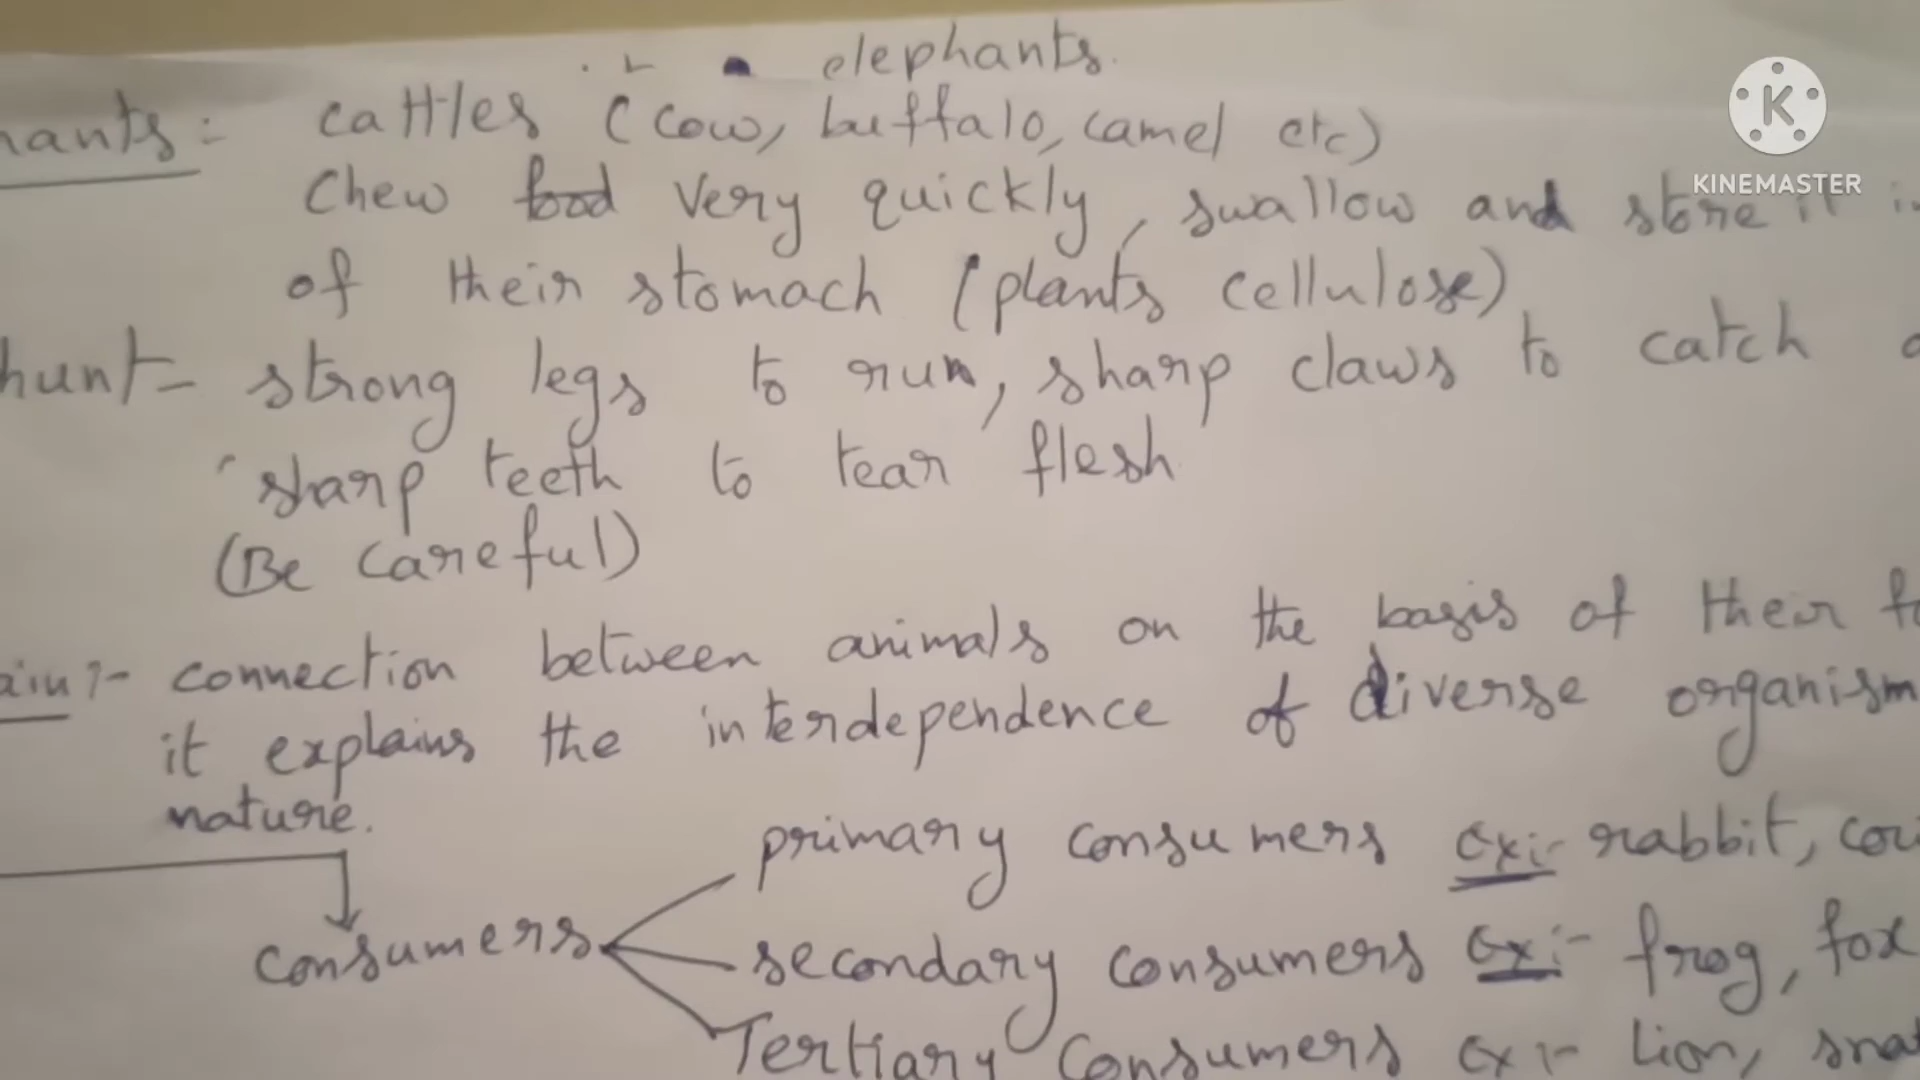 elephants.
cattles (cow, buffalo, camel etc)
Chew food very quickly, swallow and store it
of their stomach (plants cellulose)
hunt- strong legs to run, sharp claws to catch
sharp teeth to tear flesh
(Be careful)
connection between animals on the basis of their
it explains the interdependence of diverse organism
nature.
primary consumers ex:- rabbit,
consumers
secondary consumers ex:- frog, fox
Tertiary consumers ex:- Lion,
KINEMASTER